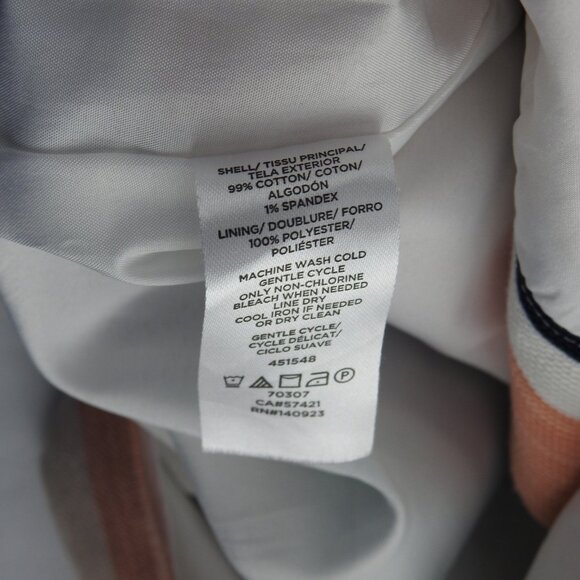 SHELL/ TISSU PRINCIPAL/
TELA EXTERIOR
99% COTTON/ COTON/
ALGODÓN
1% SPANDEX
LINING/ DOUBLURE/ FORRO
100% POLYESTER/
POLIÉSTER
MACHINE WASH COLD
GENTLE CYCLE
ONLY NON-CHLORINE
BLEACH WHEN NEEDED
LINE DRY
COOL IRON IF NEEDED
OR DRY CLEAN
GENTLE CYCLE/
CYCLE DÉLICAT/
CICLO SUAVE
451548
P
70307
CA#57421
RN#140923